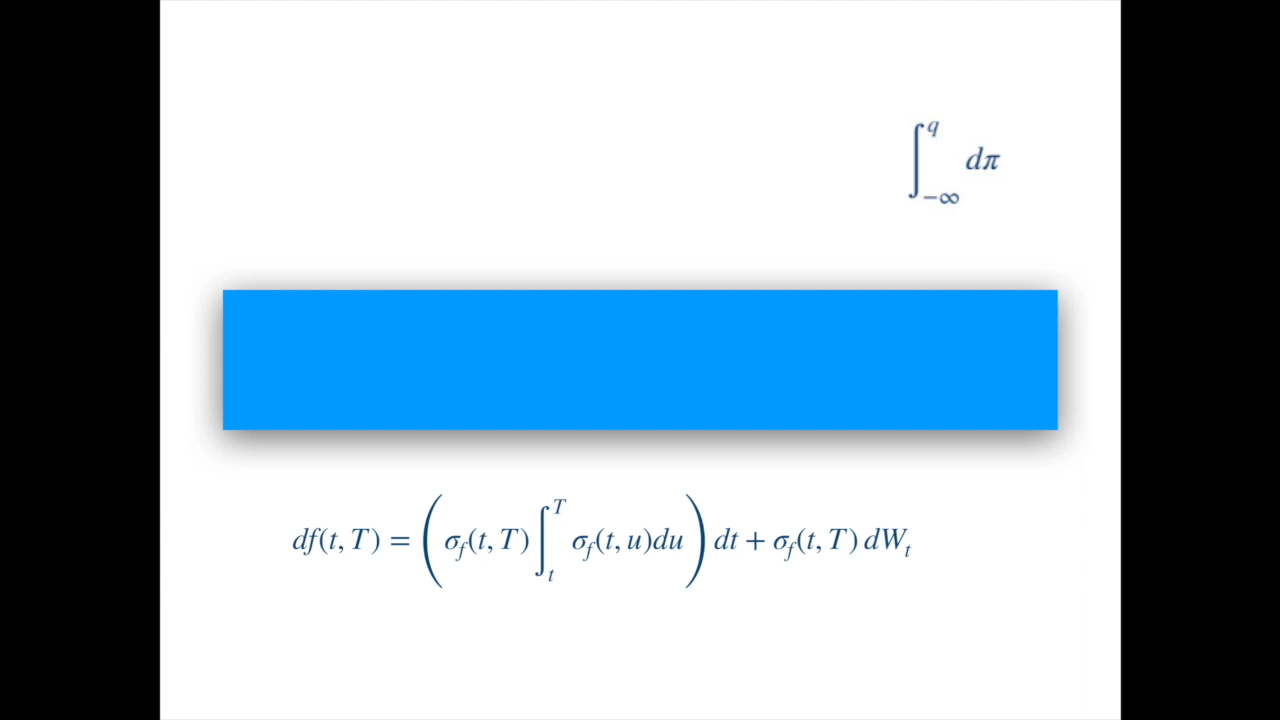 ∫_{-∞}^{q} dπ
df(t, T) = ( σ_f(t, T) ∫_t^T σ_f(t, u)du ) dt + σ_f(t, T) dW_t